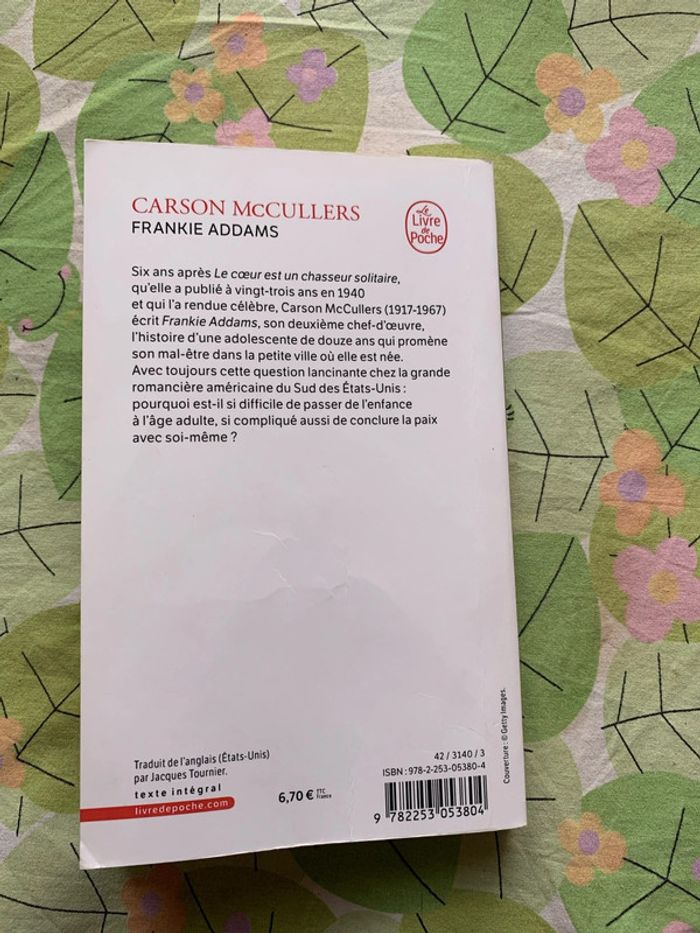 CARSON McCULLERS
FRANKIE ADDAMS
Le
Livre
de
Poche
Six ans après Le cœur est un chasseur solitaire,
qu'elle a publié à vingt-trois ans en 1940
et qui l'a rendue célèbre, Carson McCullers (1917-1967)
écrit Frankie Addams, son deuxième chef-d'œuvre,
l'histoire d'une adolescente de douze ans qui promène
son mal-être dans la petite ville où elle est née.
Avec toujours cette question lancinante chez la grande
romancière américaine du Sud des États-Unis :
pourquoi est-il si difficile de passer de l'enfance
à l'âge adulte, si compliqué aussi de conclure la paix
avec soi-même ?
Traduit de l'anglais (États-Unis)
par Jacques Tournier.
texte intégral
livredepoche.com
6,70 € TTC
France
42 / 3140 / 3
ISBN : 978-2-253-05380-4
9 782253 053804
Couverture : © Getty Images.